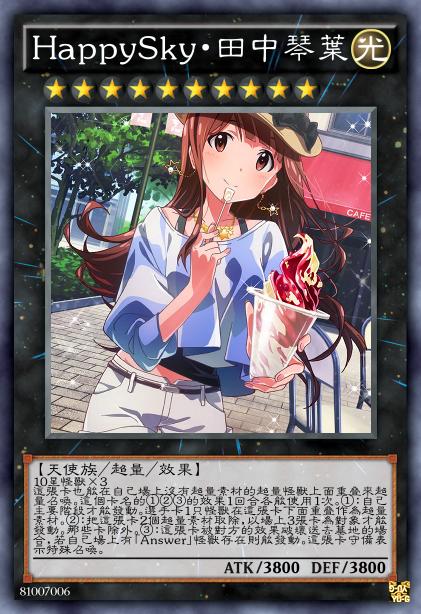 HappySky・田中琴葉
光
CAFE
【天使族／超量／效果】
10星怪獸×3
這張卡也能在自己場上沒有超量素材的超量怪獸上面重疊來超
量召喚。這個卡名的(1)(2)(3)的效果1回合各能使用1次。(1):自己
主要階段才能發動。選手卡1只怪獸在這張卡下面重疊作為超量
素材。(2):把這張卡2個超量素材取除，以場上3張卡為對象才能
發動。那些卡除外。(3):這張卡被對方的效果破壞送去墓地的場
合，若自己場上有「Answer」怪獸存在則能發動。這張卡守備表
示特殊召喚。
ATK/3800 DEF/3800
81007006